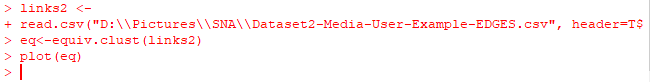 > links2 <-
+ read.csv("D:\\Pictures\\SNA\\Dataset2-Media-User-Example-EDGES.csv", header=T$
> eq<-equiv.clust(links2)
> plot(eq)
>